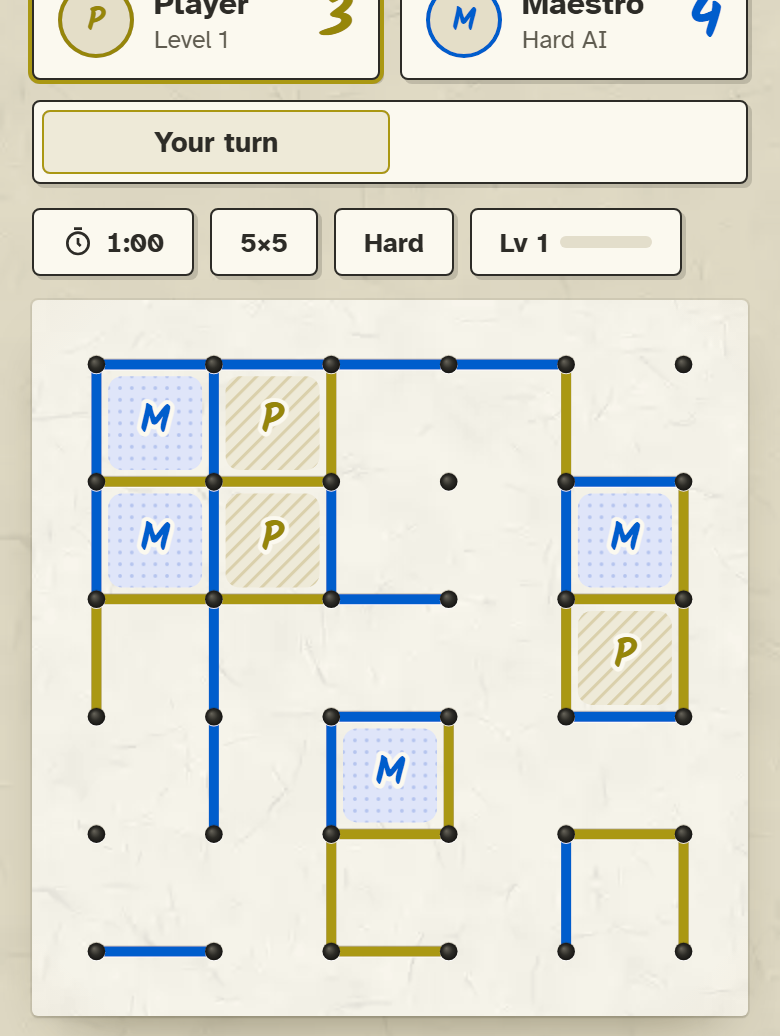 P Player 3
Level 1
M Maestro 4
Hard AI
Your turn
1:00 5×5 Hard Lv 1
M P
M P M
P
M